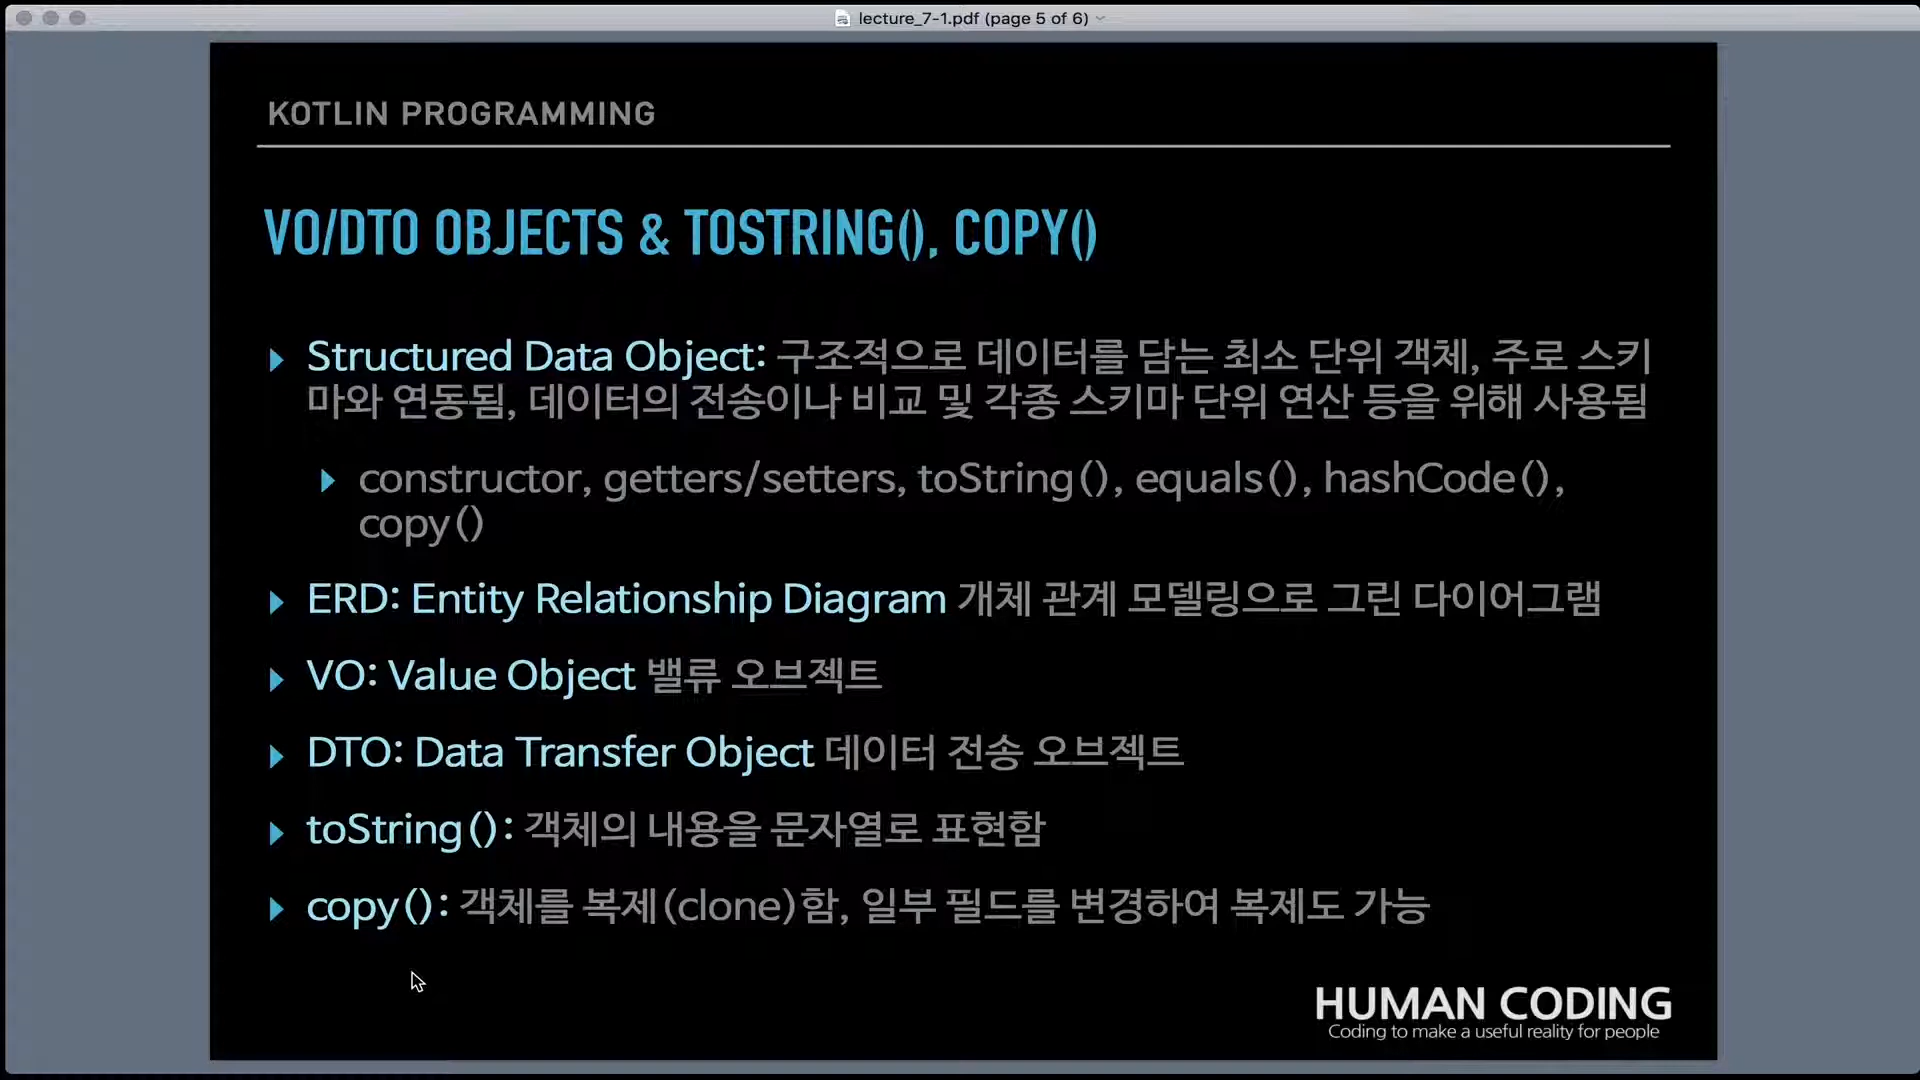 lecture_7-1.pdf (page 5 of 6)
KOTLIN PROGRAMMING
VO/DTO OBJECTS & TOSTRING(), COPY()
Structured Data Object: 구조적으로 데이터를 담는 최소 단위 객체, 주로 스키
마와 연동됨, 데이터의 전송이나 비교 및 각종 스키마 단위 연산 등을 위해 사용됨
constructor, getters/setters, toString(), equals(), hashCode(),
copy()
ERD: Entity Relationship Diagram 개체 관계 모델링으로 그린 다이어그램
VO: Value Object 밸류 오브젝트
DTO: Data Transfer Object 데이터 전송 오브젝트
toString(): 객체의 내용을 문자열로 표현함
copy(): 객체를 복제(clone)함, 일부 필드를 변경하여 복제도 가능
HUMAN CODING
Coding to make a useful reality for people